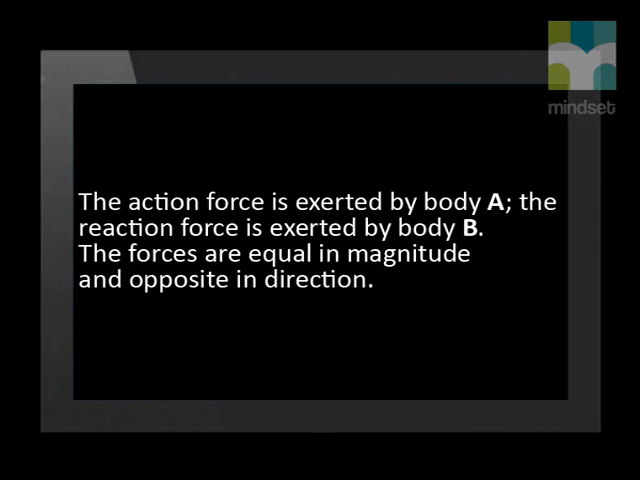 mindset
The action force is exerted by body A; the
reaction force is exerted by body B.
The forces are equal in magnitude
and opposite in direction.